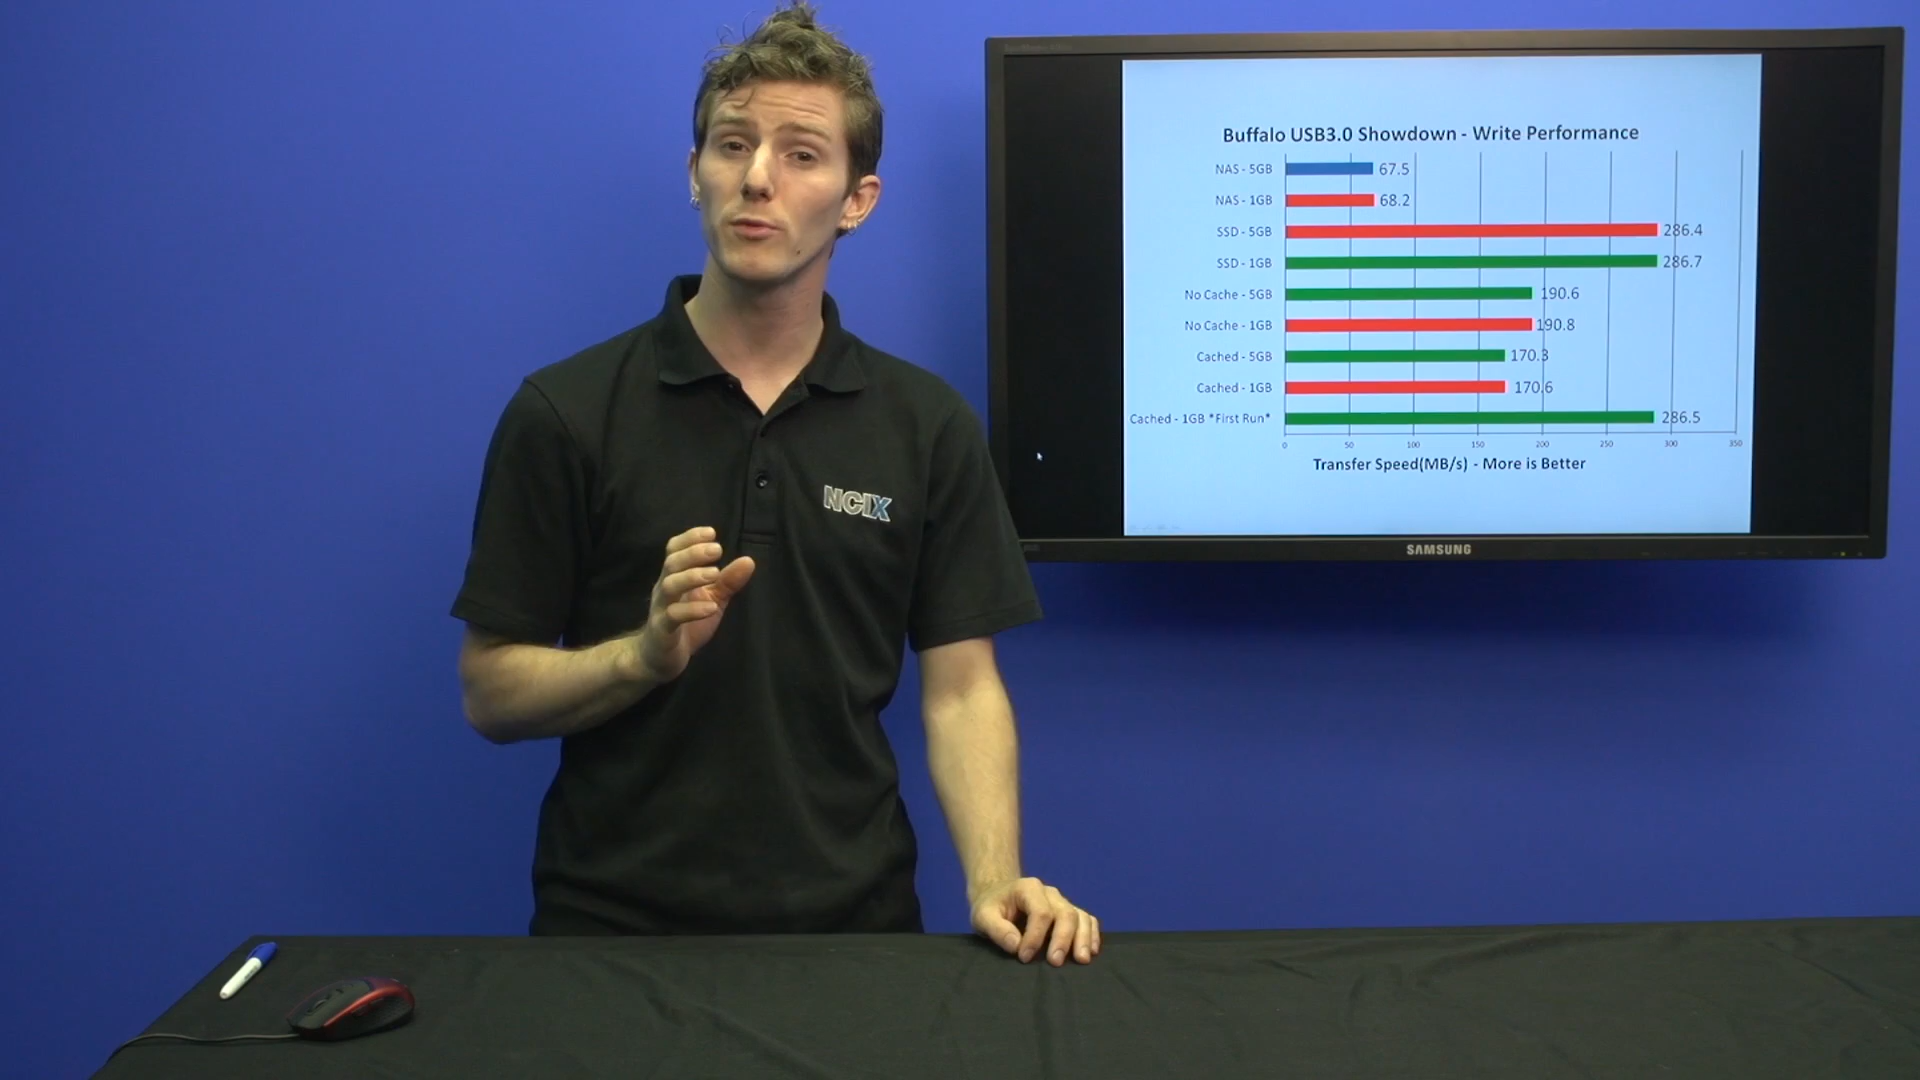 Buffalo USB3.0 Showdown - Write Performance
NAS - 5GB 67.5
NAS - 1GB 68.2
SSD - 5GB 286.4
SSD - 1GB 286.7
No Cache - 5GB 190.6
No Cache - 1GB 190.8
Cached - 5GB 170.3
Cached - 1GB 170.6
Cached - 1GB *First Run* 286.5
0 50 100 150 200 250 300 350
Transfer Speed(MB/s) - More is Better
SAMSUNG
NCIX